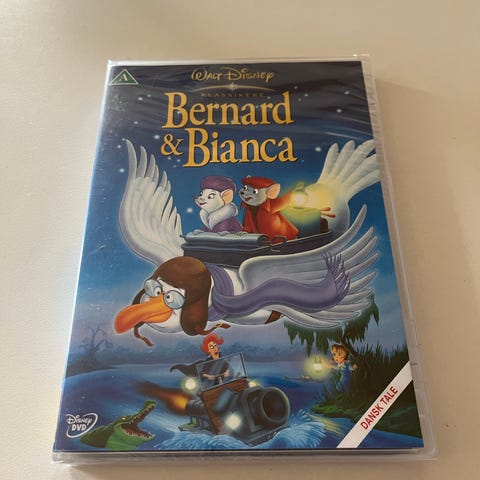 A
WALT DISNEY
KLASSIKERE
Bernard
& Bianca
DANSK TALE
DISNEY
DVD